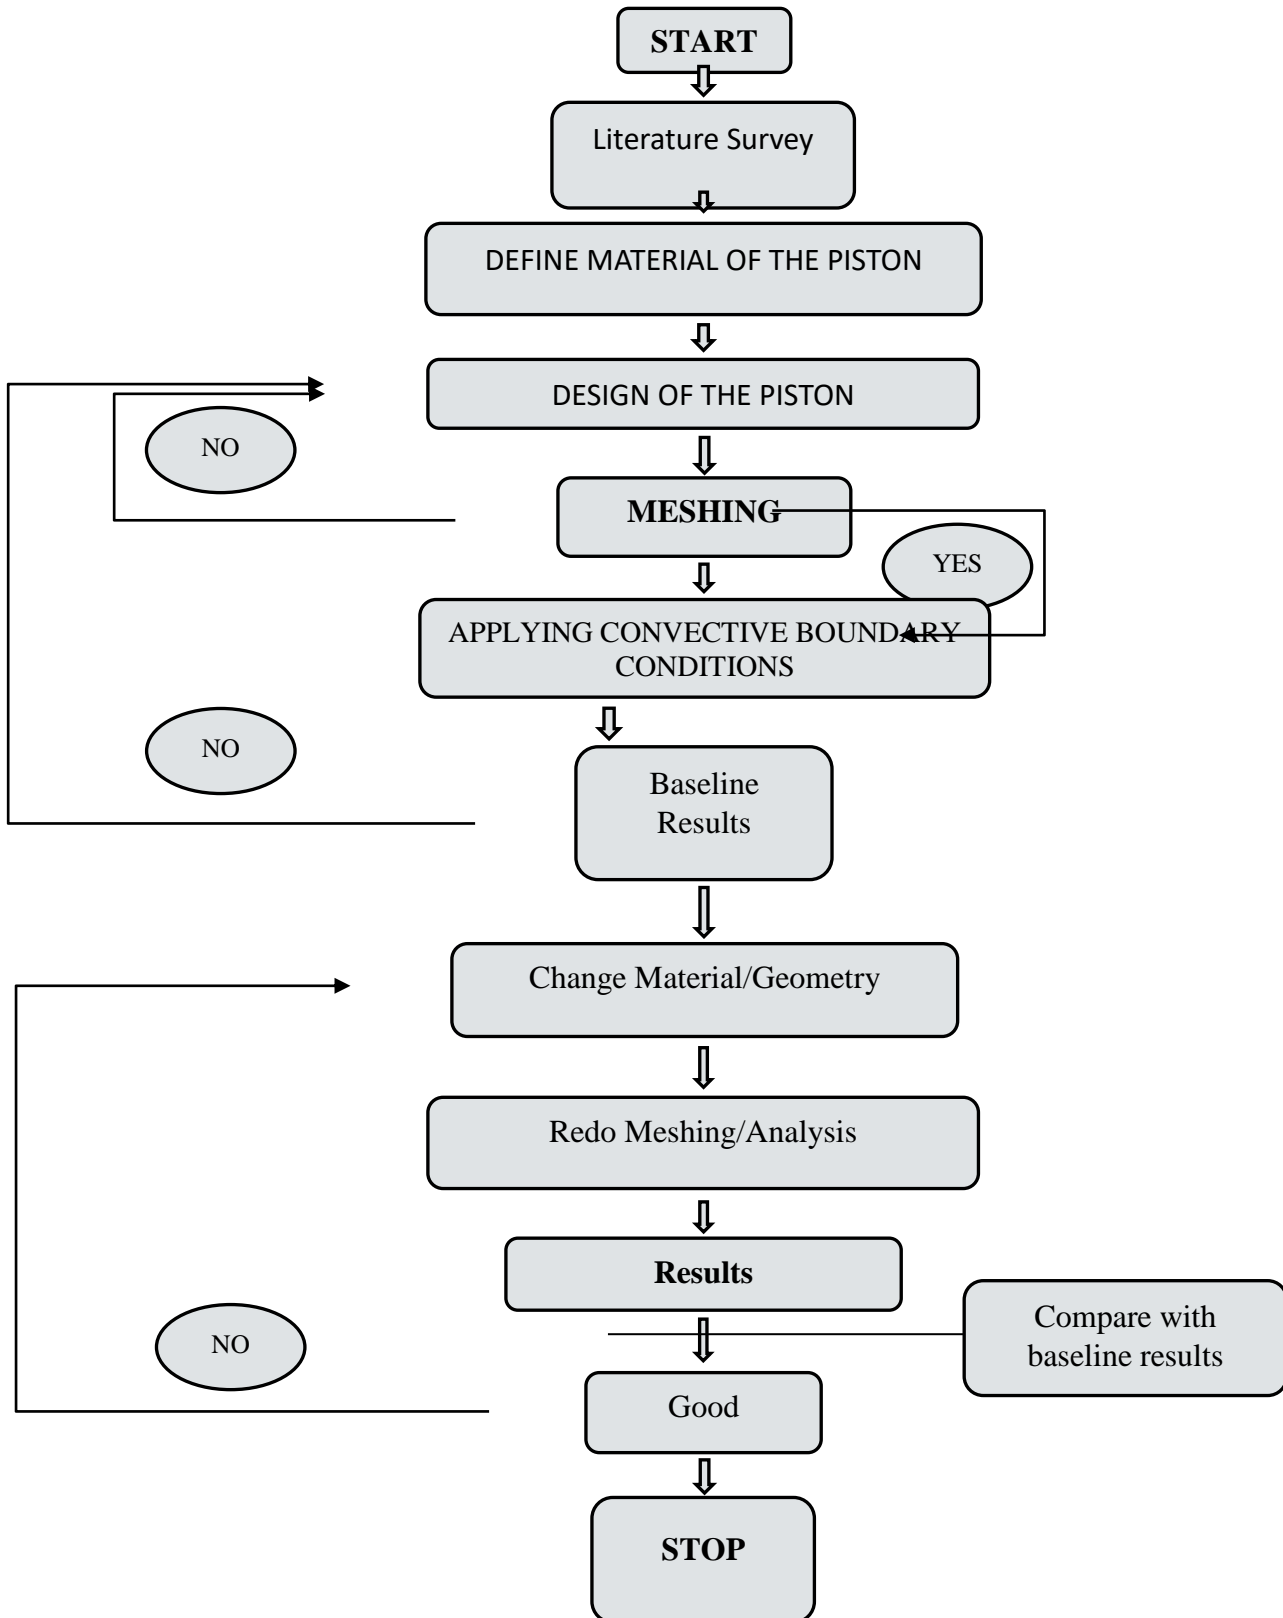 START
Literature Survey
DEFINE MATERIAL OF THE PISTON
DESIGN OF THE PISTON
NO
MESHING
YES
APPLYING CONVECTIVE BOUNDARY
CONDITIONS
NO
Baseline
Results
Change Material/Geometry
Redo Meshing/Analysis
Results
Compare with
baseline results
NO
Good
STOP